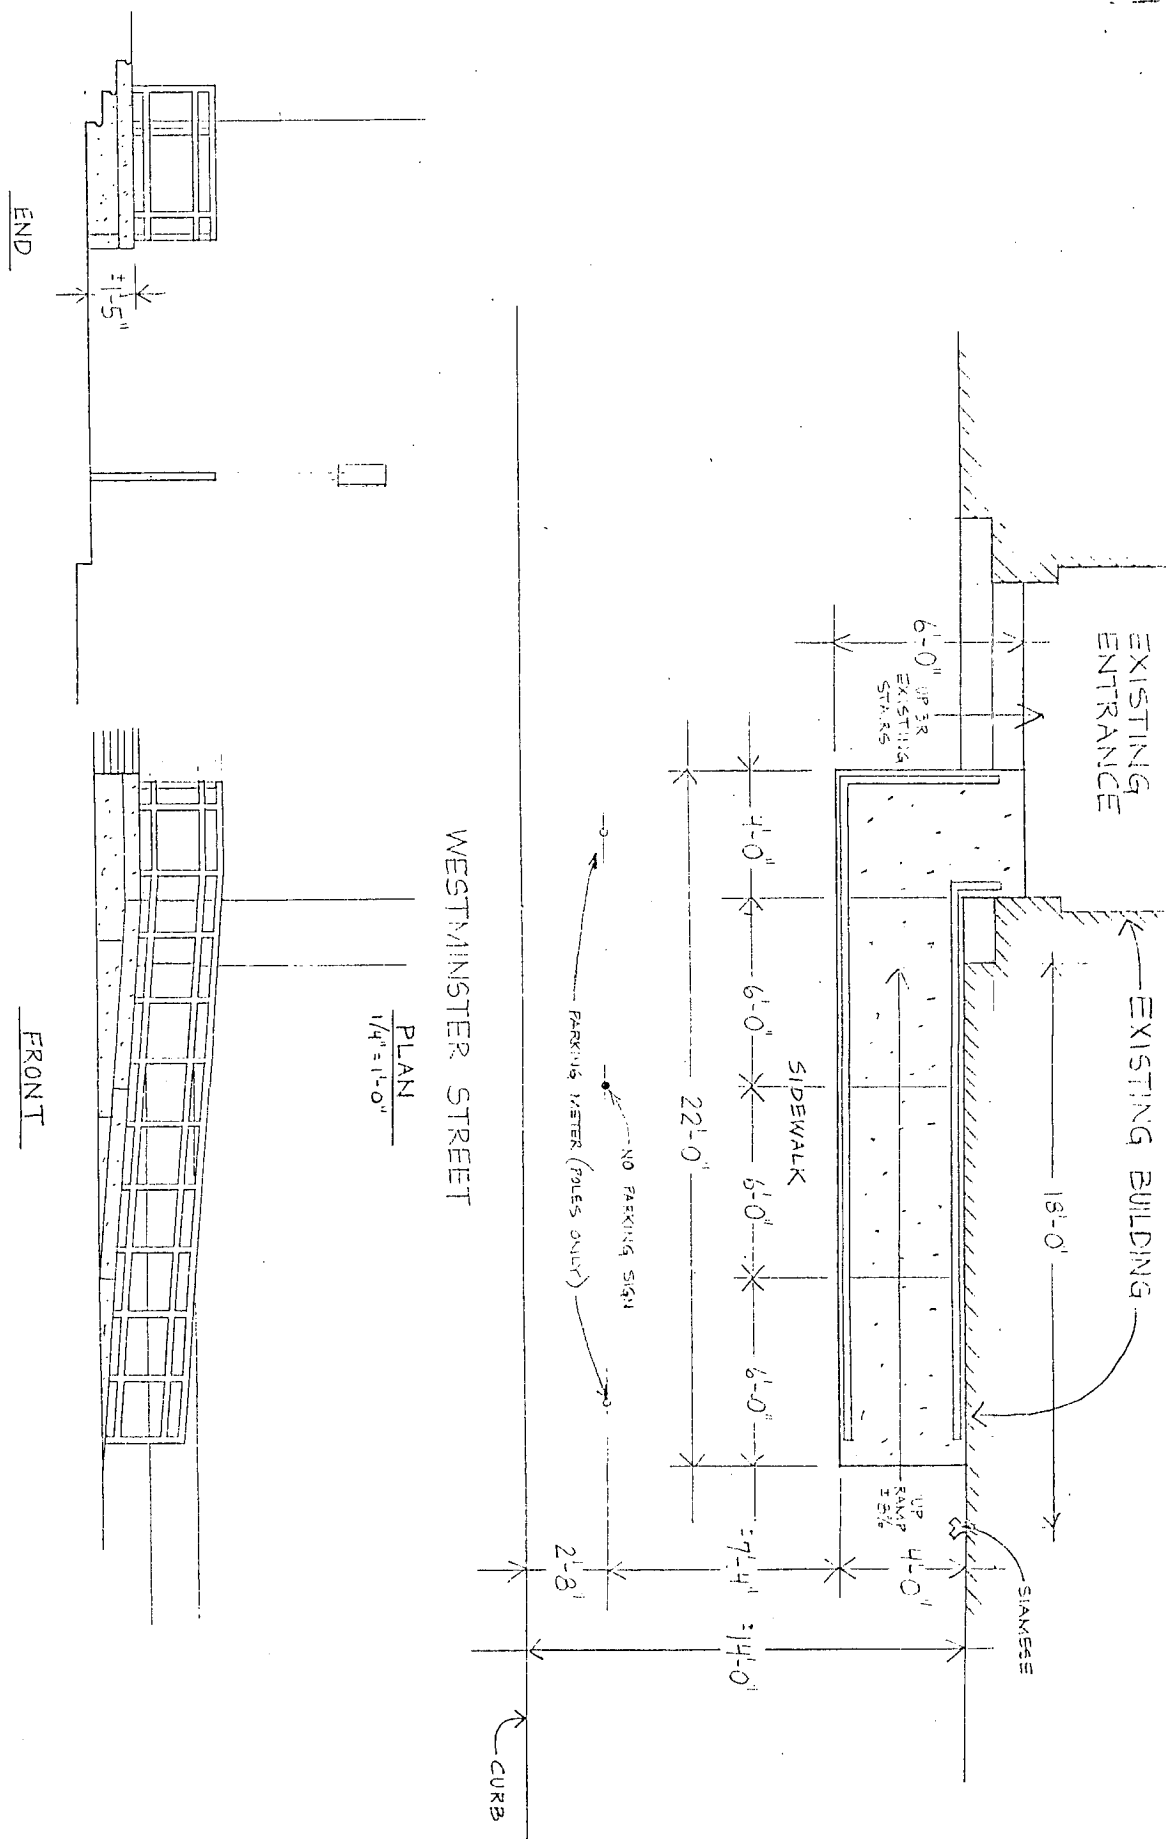 EXISTING
ENTRANCE
EXISTING BUILDING
18'-0"
SIAMESE
6'-0"
EXISTING
STAIRS
UP
RAMP
4'-0"
4'-0"
6'-0"
6'-0"
6'-0"
SIDEWALK
22'-0"
±7'-4"
±14'-0"
2'-8"
NO PARKING SIGN
PARKING METER (POLES ONLY)
CURB
WESTMINSTER STREET
PLAN
1/4" = 1'-0"
±1'-5"
END
FRONT